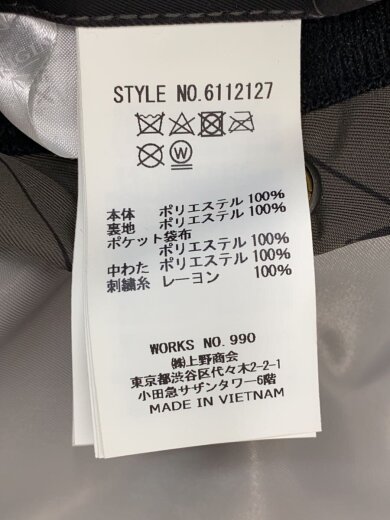 STYLE NO.6112127
W
本体 ポリエステル 100%
裏地 ポリエステル 100%
ポケット袋布
ポリエステル 100%
中わた ポリエステル 100%
刺繍糸 レーヨン 100%
WORKS NO. 990
㈱上野商会
東京都渋谷区代々木2-2-1
小田急サザンタワー6階
MADE IN VIETNAM